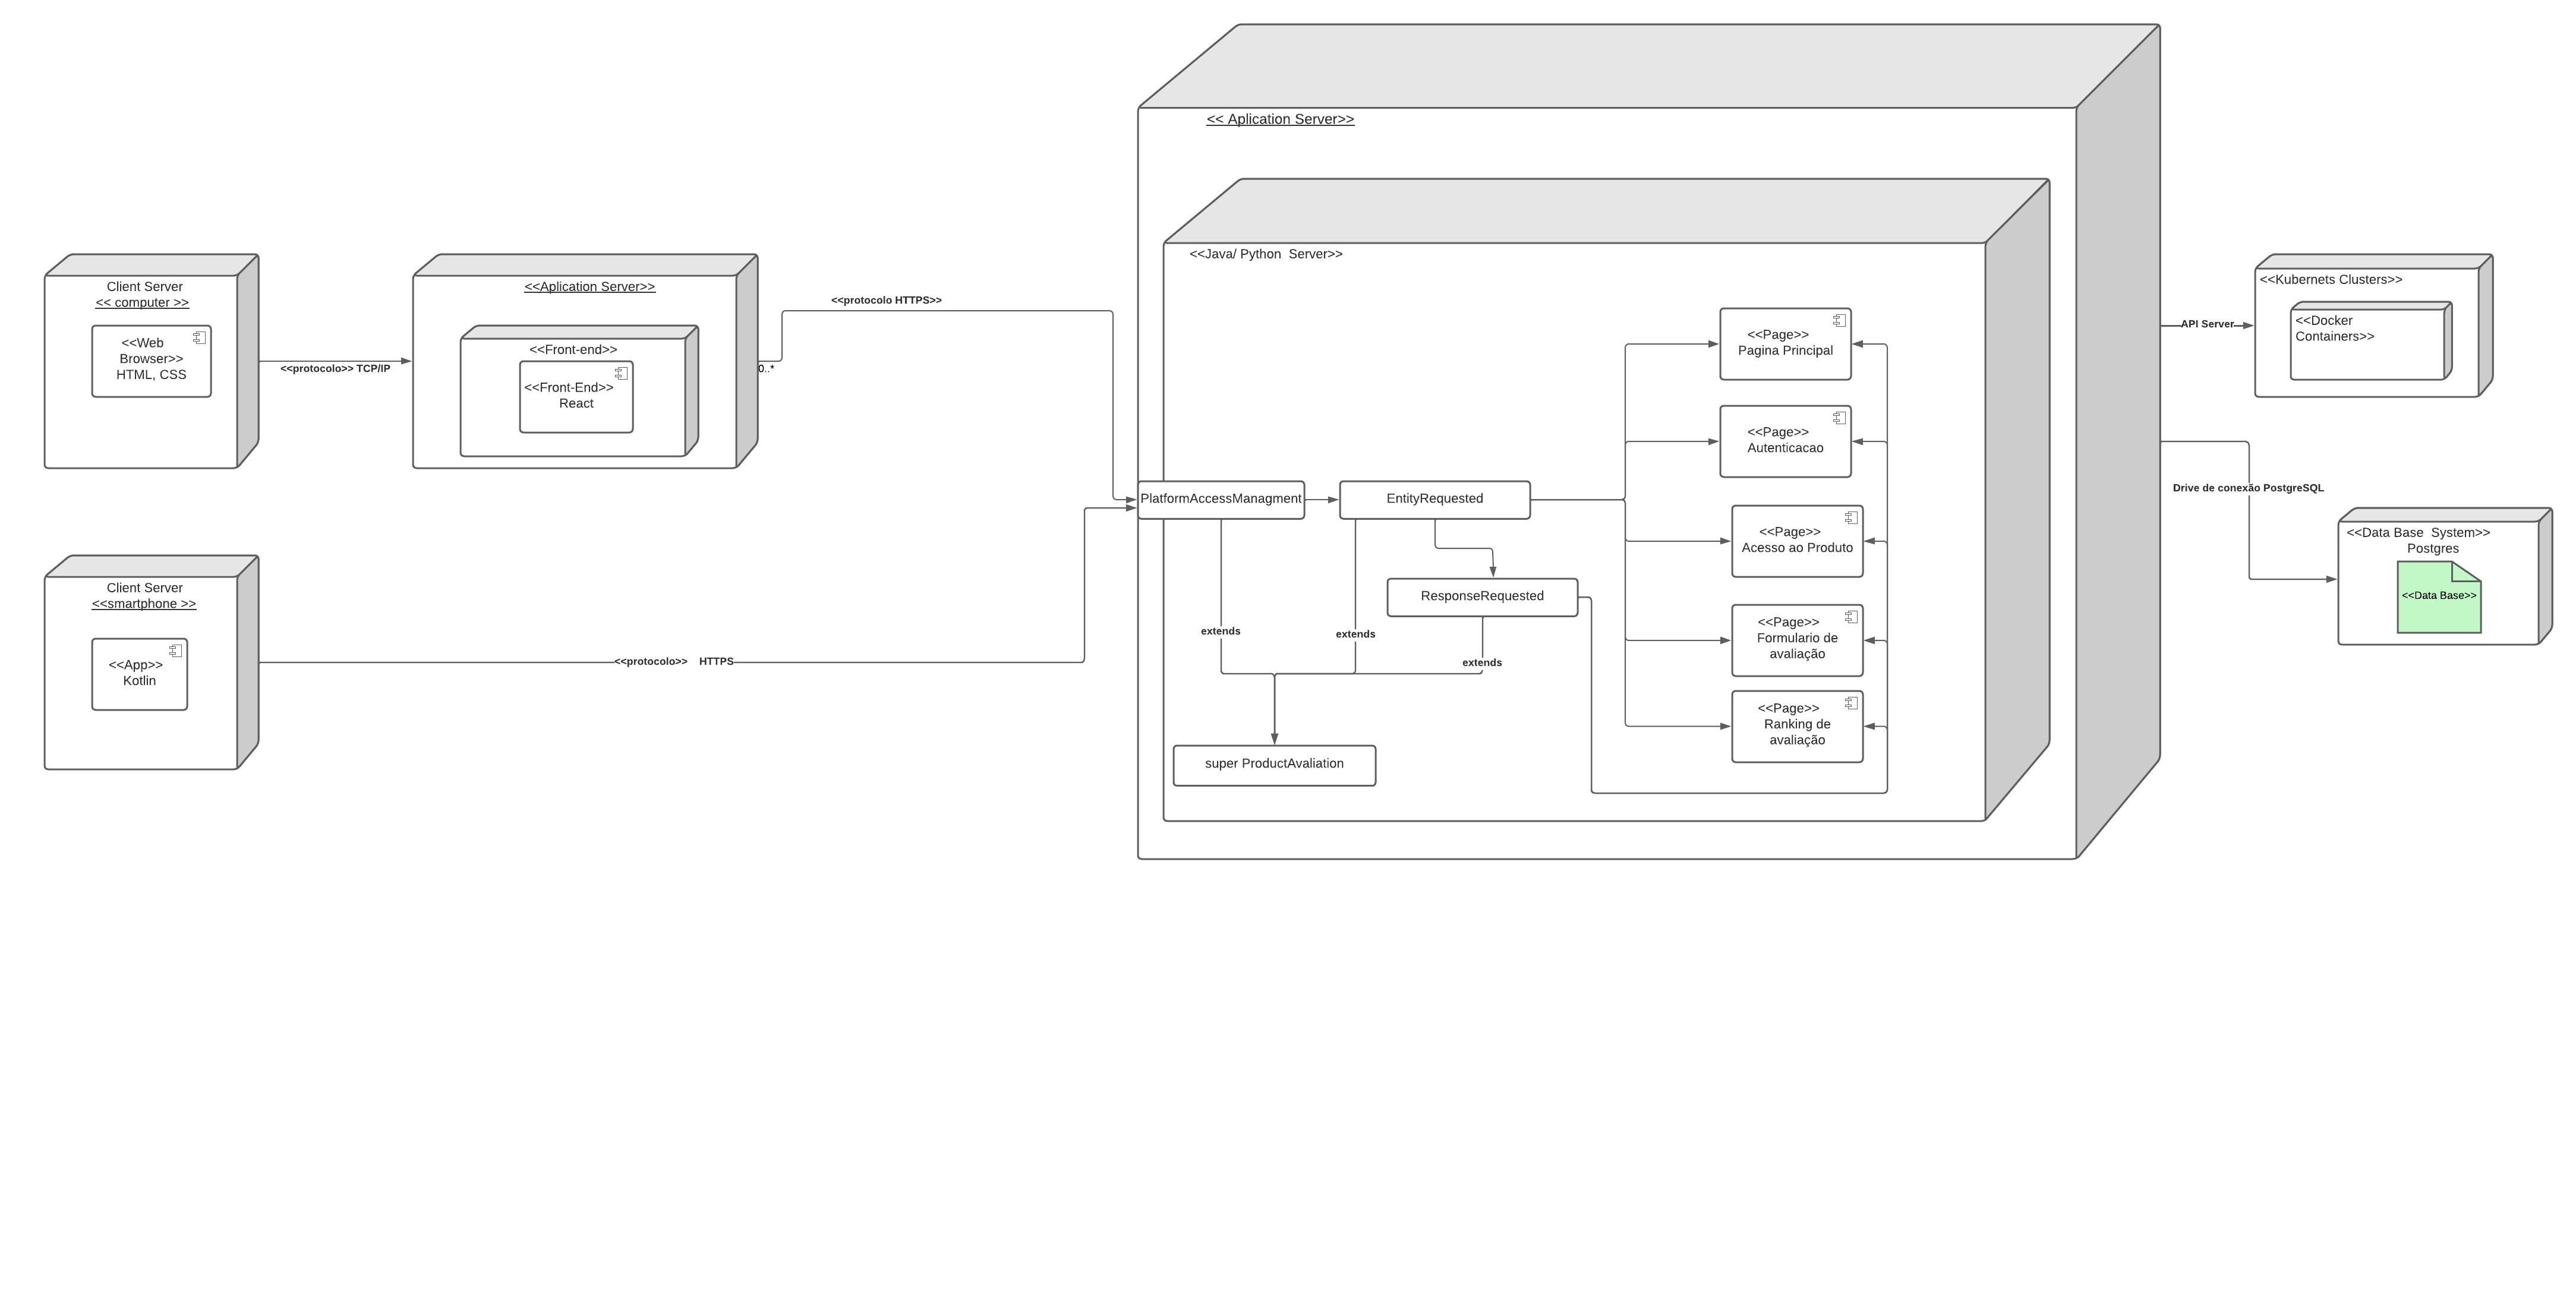 << Aplication Server>>
<<Java/ Python  Server>>
Client Server
<< computer >>
<<Web
Browser>>
HTML, CSS
<<protocolo>> TCP/IP
<<Aplication Server>>
<<Front-end>>
<<Front-End>>
React
0..*
<<protocolo HTTPS>>
Client Server
<<smartphone >>
<<App>>
Kotlin
<<protocolo>>    HTTPS
PlatformAccessManagment
EntityRequested
ResponseRequested
extends
extends
extends
super ProductAvaliation
<<Page>>
Pagina Principal
<<Page>>
Autenticacao
<<Page>>
Acesso ao Produto
<<Page>>
Formulario de
avaliação
<<Page>>
Ranking de
avaliação
API Server
<<Kubernets Clusters>>
<<Docker
Containers>>
Drive de conexão PostgreSQL
<<Data Base  System>>
Postgres
<<Data Base>>